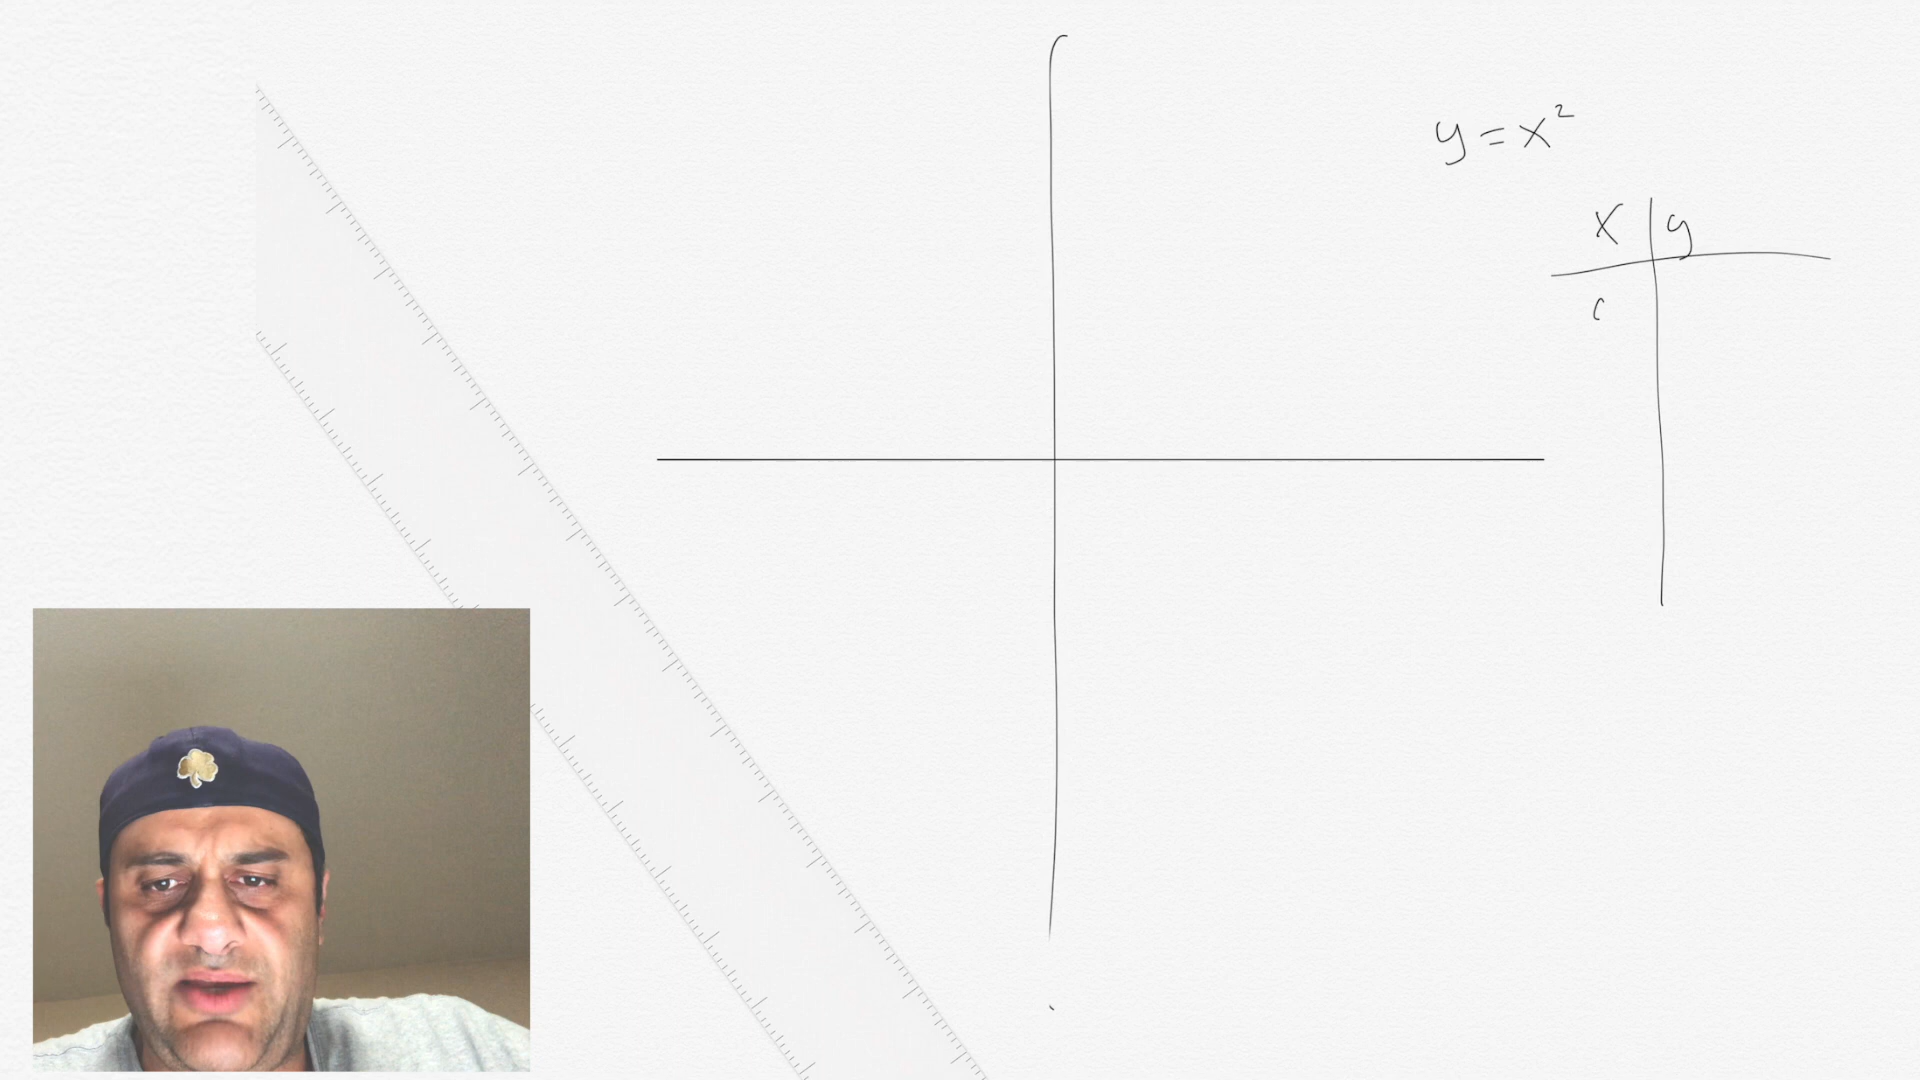 y = x²
x | y